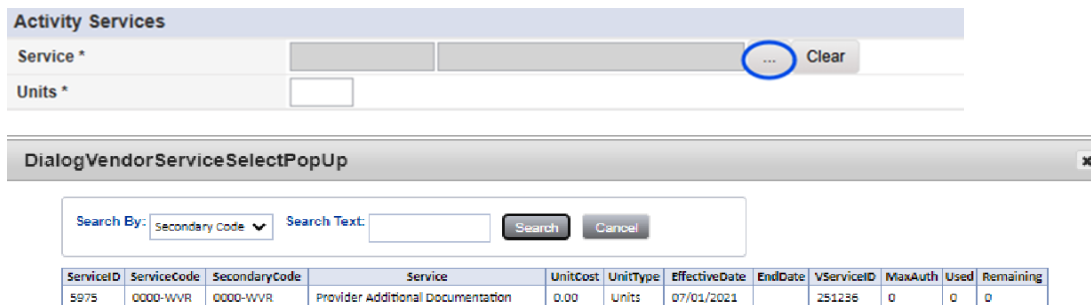 Activity Services
Service * ... Clear
Units *
DialogVendorServiceSelectPopUp x
Search By: Secondary Code Search Text: Search Cancel
ServiceID ServiceCode SecondaryCode Service UnitCost UnitType EffectiveDate EndDate VServiceID MaxAuth Used Remaining
5975 0000-WVR 0000-WVR Provider Additional Documentation 0.00 Units 07/01/2021 251236 0 0 0